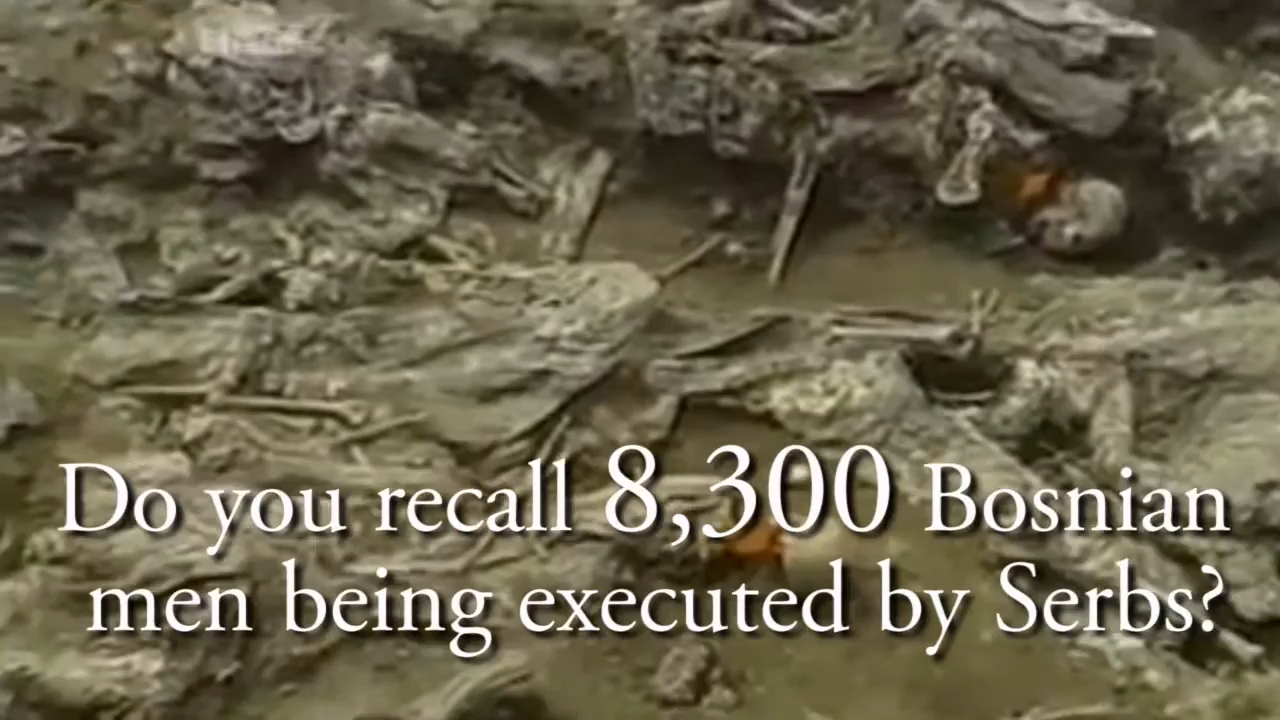 Do you recall 8,300 Bosnian
men being executed by Serbs?